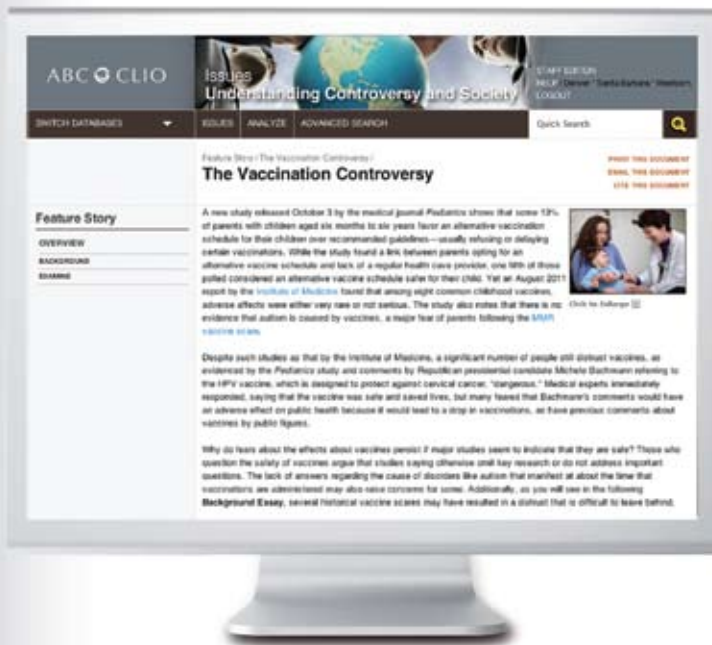 ABC CLIO
Issues
Understanding Controversy and Society
STAFF EDITION
LOGOUT
SWITCH DATABASES
ISSUES ANALYZE ADVANCED SEARCH
Quick Search
Feature Story / The Vaccination Controversy /
The Vaccination Controversy
PRINT THIS DOCUMENT
EMAIL THIS DOCUMENT
CITE THIS DOCUMENT
Feature Story
OVERVIEW
BACKGROUND
EXAMINE
A new study released October 3 by the medical journal Pediatrics shows that some 13%
of parents with children aged six months to six years favor an alternative vaccination
schedule for their children over recommended guidelines—usually refusing or delaying
certain vaccinations. While the study found a link between parents opting for an
alternative vaccine schedule and lack of a regular health care provider, one fifth of those
polled considered an alternative vaccine schedule safer for their child. Yet an August 2011
report by the Institute of Medicine found that among eight common childhood vaccines,
adverse effects were either very rare or not serious. The study also notes that there is no
evidence that autism is caused by vaccines, a major fear of parents following the MMR
vaccine scare.
Click to Enlarge
Despite such studies as that by the Institute of Medicine, a significant number of people still distrust vaccines, as
evidenced by the Pediatrics study and comments by Republican presidential candidate Michele Bachmann referring to
the HPV vaccine, which is designed to protect against cervical cancer, "dangerous." Medical experts immediately
responded, saying that the vaccine was safe and saved lives, but many feared that Bachmann's comments would have
an adverse effect on public health because it would lead to a drop in vaccinations, as have previous comments about
vaccines by public figures.
Why do fears about the effects about vaccines persist if major studies seem to indicate that they are safe? Those who
question the safety of vaccines argue that studies saying otherwise omit key research or do not address important
questions. The lack of answers regarding the cause of disorders like autism that manifest at about the time that
vaccinations are administered may also raise concerns for some. Additionally, as you will see in the following
Background Essay, several historical vaccine scares may have resulted in a distrust that is difficult to leave behind.